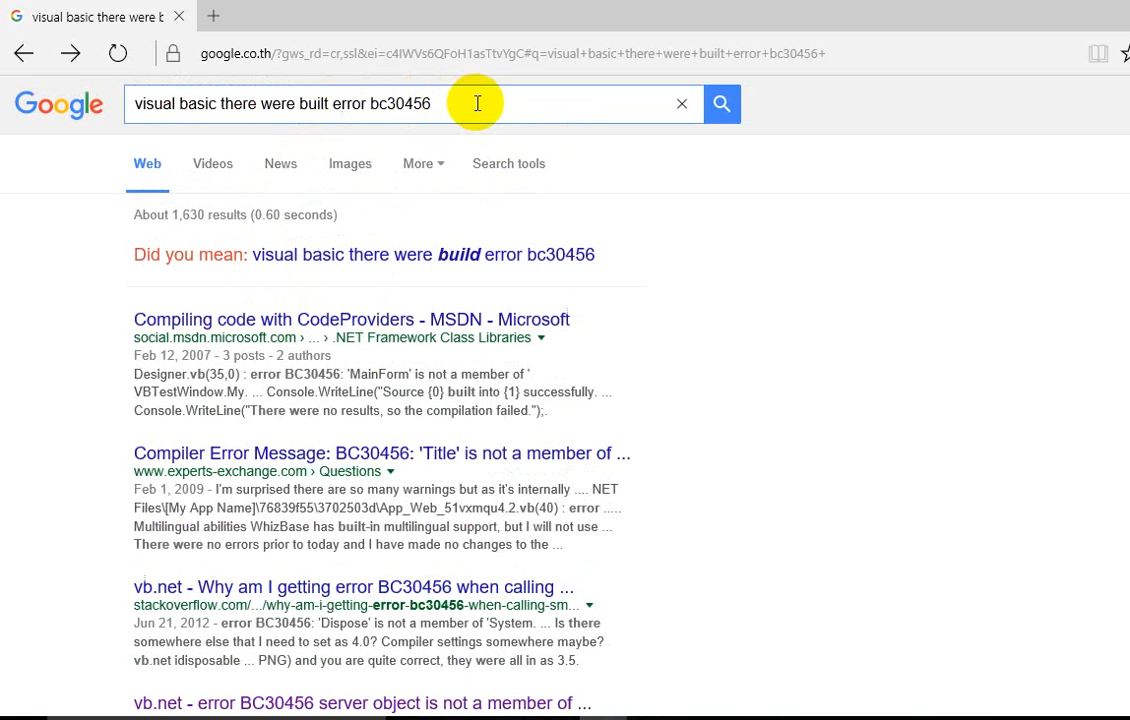 visual basic there were b
google.co.th/?gws_rd=cr,ssl&ei=c4IWVs6QFoH1asTtvYgC#q=visual+basic+there+were+built+error+bc30456+
Google
visual basic there were built error bc30456
Web Videos News Images More Search tools
About 1,630 results (0.60 seconds)
Did you mean: visual basic there were build error bc30456
Compiling code with CodeProviders - MSDN - Microsoft
social.msdn.microsoft.com › ... › .NET Framework Class Libraries
Feb 12, 2007 - 3 posts - 2 authors
Designer.vb(35,0) : error BC30456: 'MainForm' is not a member of '
VBTestWindow.My. ... Console.WriteLine("Source {0} built into {1} successfully. ...
Console.WriteLine("There were no results, so the compilation failed.");.
Compiler Error Message: BC30456: 'Title' is not a member of ...
www.experts-exchange.com › Questions
Feb 1, 2009 - I'm surprised there are so many warnings but as it's internally .... NET
Files\[My App Name]\76839f55\3702503d\App_Web_51vxmqu4.2.vb(40) : error .....
Multilingual abilities WhizBase has built-in multilingual support, but I will not use ...
There were no errors prior to today and I have made no changes to the ...
vb.net - Why am I getting error BC30456 when calling ...
stackoverflow.com/.../why-am-i-getting-error-bc30456-when-calling-sm...
Jun 21, 2012 - error BC30456: 'Dispose' is not a member of 'System. ... Is there
somewhere else that I need to set as 4.0? Compiler settings somewhere maybe?
vb.net idisposable ... PNG) and you are quite correct, they were all in as 3.5.
vb.net - error BC30456 server object is not a member of ...